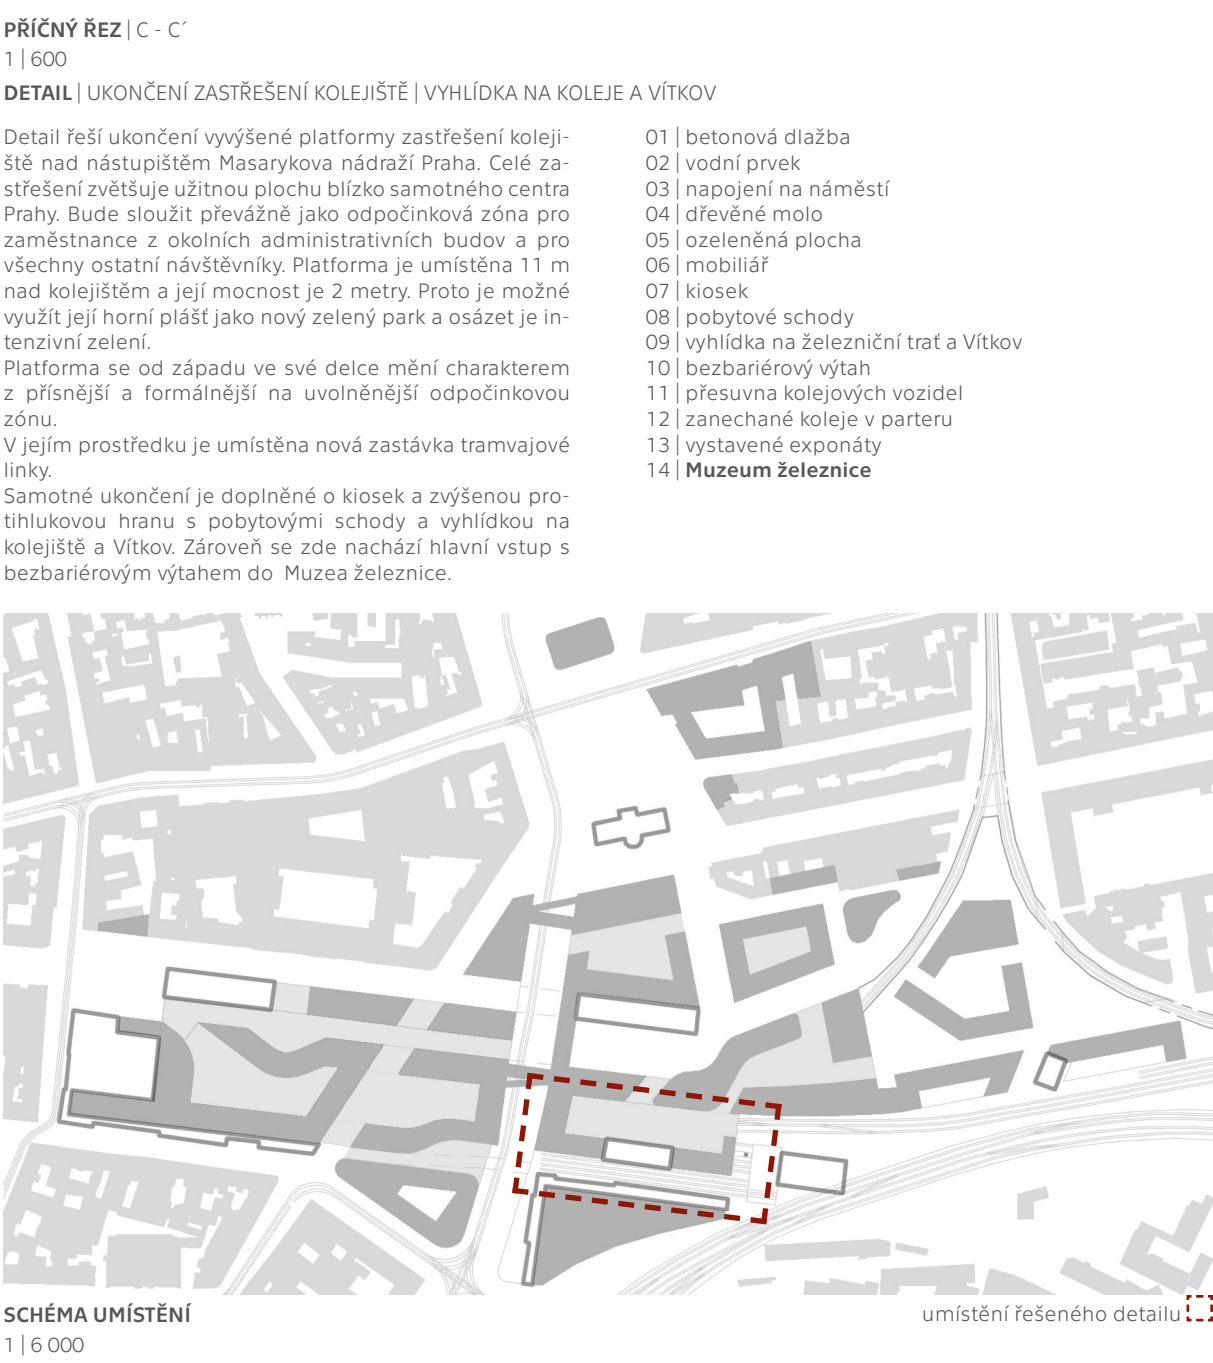 PŘÍČNÝ ŘEZ | C - C´
1 | 600
DETAIL | UKONČENÍ ZASTŘEŠENÍ KOLEJIŠTĚ | VYHLÍDKA NA KOLEJE A VÍTKOV
Detail řeší ukončení vyvýšené platformy zastřešení koleji-
ště nad nástupištěm Masarykova nádraží Praha. Celé za-
střešení zvětšuje užitnou plochu blízko samotného centra
Prahy. Bude sloužit převážně jako odpočinková zóna pro
zaměstnance z okolních administrativních budov a pro
všechny ostatní návštěvníky. Platforma je umístěna 11 m
nad kolejištěm a její mocnost je 2 metry. Proto je možné
využít její horní plášť jako nový zelený park a osázet je in-
tenzivní zelení.
Platforma se od západu ve své delce mění charakterem
z přísnější a formálnější na uvolněnější odpočinkovou
zónu.
V jejím prostředku je umístěna nová zastávka tramvajové
linky.
Samotné ukončení je doplněné o kiosek a zvýšenou pro-
tihlukovou hranu s pobytovými schody a vyhlídkou na
kolejiště a Vítkov. Zároveň se zde nachází hlavní vstup s
bezbariérovým výtahem do Muzea železnice.
01 | betonová dlažba
02 | vodní prvek
03 | napojení na náměstí
04 | dřevěné molo
05 | ozeleněná plocha
06 | mobiliář
07 | kiosek
08 | pobytové schody
09 | vyhlídka na železniční trať a Vítkov
10 | bezbariérový výtah
11 | přesuvna kolejových vozidel
12 | zanechané koleje v parteru
13 | vystavené exponáty
14 | Muzeum železnice
SCHÉMA UMÍSTĚNÍ
1 | 6 000
umístění řešeného detailu